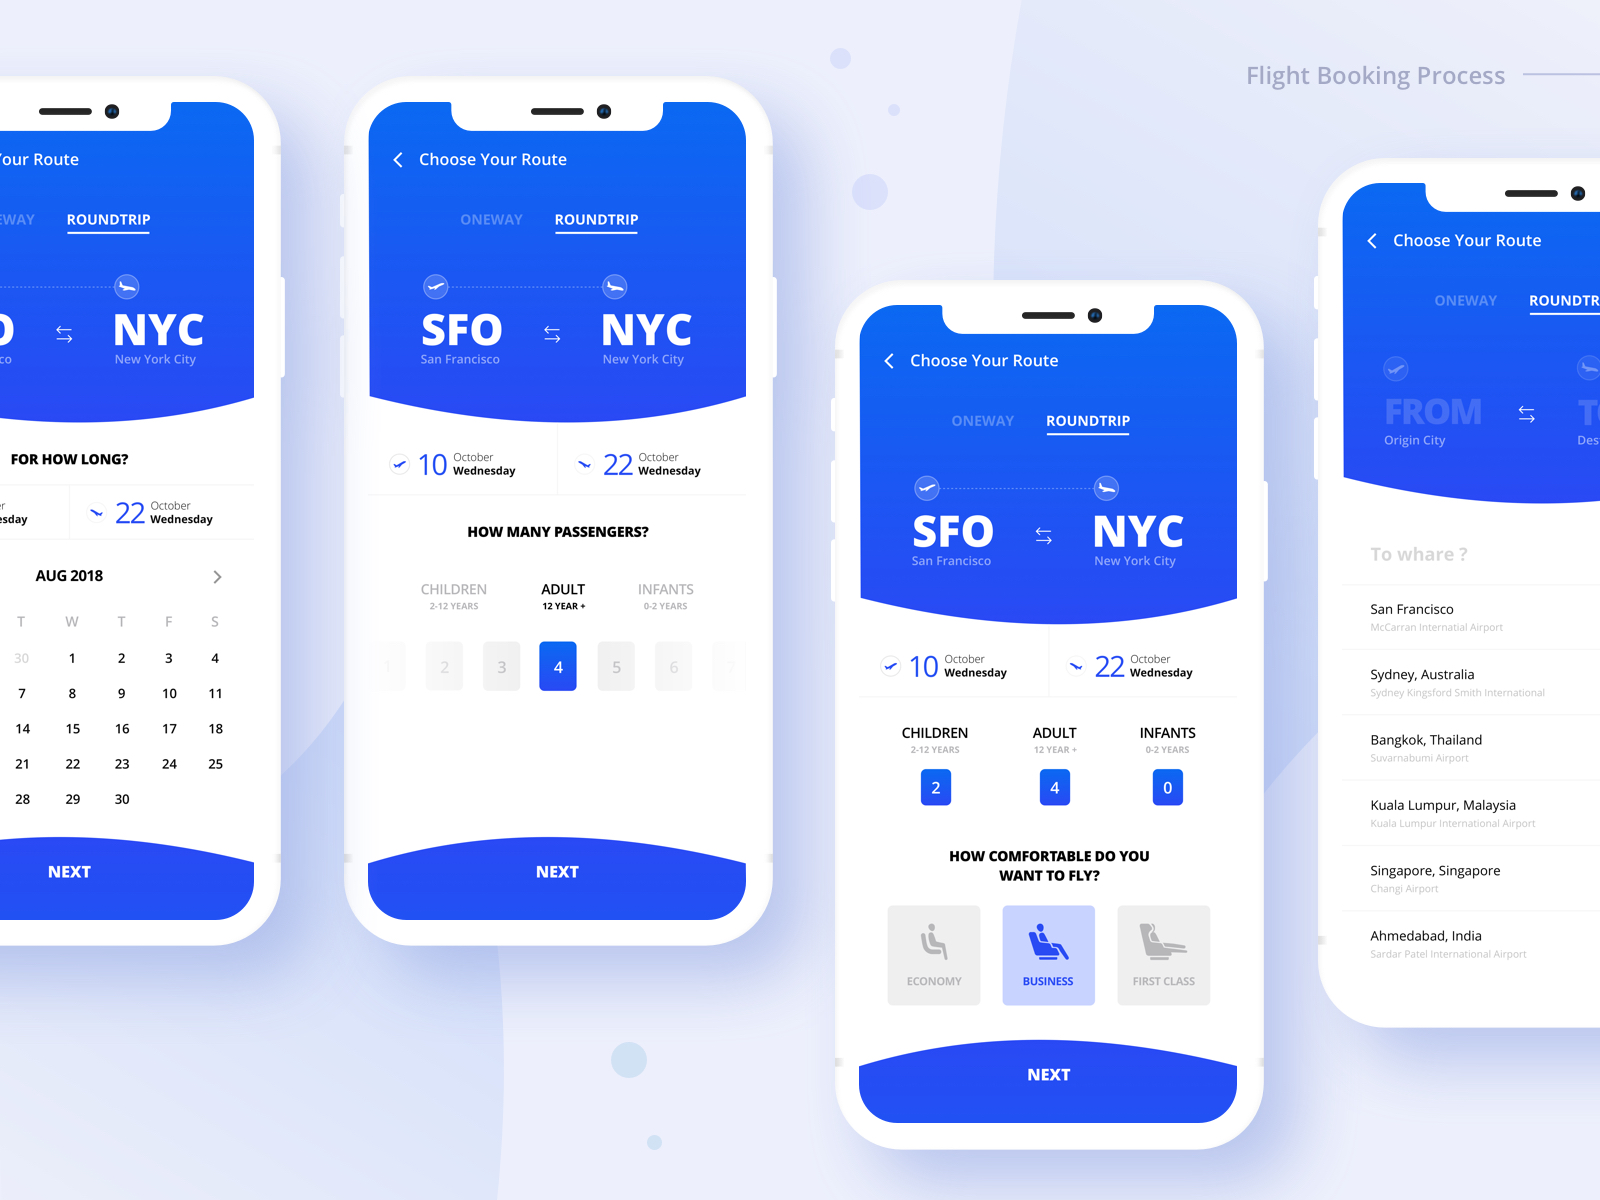 Flight Booking Process
our Route
EWAY ROUNDTRIP
O NYC
co New York City
FOR HOW LONG?
er
esday
22 October
Wednesday
AUG 2018
T W T F S
30 1 2 3 4
7 8 9 10 11
14 15 16 17 18
21 22 23 24 25
28 29 30
NEXT
Choose Your Route
ONEWAY ROUNDTRIP
SFO NYC
San Francisco New York City
10 October
Wednesday
22 October
Wednesday
HOW MANY PASSENGERS?
CHILDREN ADULT INFANTS
2-12 YEARS 12 YEAR + 0-2 YEARS
1 2 3 4 5 6 7
NEXT
Choose Your Route
ONEWAY ROUNDTRIP
SFO NYC
San Francisco New York City
10 October
Wednesday
22 October
Wednesday
CHILDREN ADULT INFANTS
2-12 YEARS 12 YEAR + 0-2 YEARS
2 4 0
HOW COMFORTABLE DO YOU
WANT TO FLY?
ECONOMY BUSINESS FIRST CLASS
NEXT
Choose Your Route
ONEWAY ROUNDTR
FROM T
Origin City Des
To whare ?
San Francisco
McCarran Internatial Airport
Sydney, Australia
Sydney Kingsford Smith International
Bangkok, Thailand
Suvarnabumi Airport
Kuala Lumpur, Malaysia
Kuala Lumpur International Airport
Singapore, Singapore
Changi Airport
Ahmedabad, India
Sardar Patel International Airport